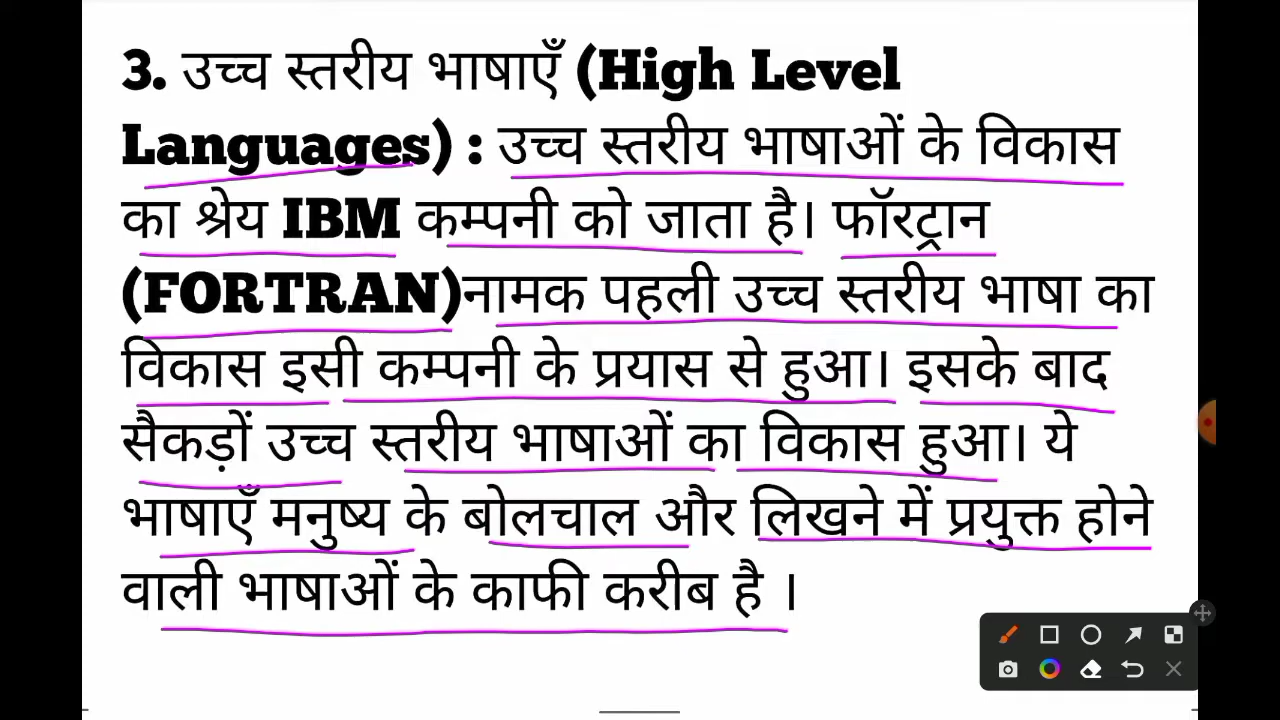 3. उच्च स्तरीय भाषाएँ (High Level
Languages) : उच्च स्तरीय भाषाओं के विकास
का श्रेय IBM कम्पनी को जाता है। फॉरट्रान
(FORTRAN)नामक पहली उच्च स्तरीय भाषा का
विकास इसी कम्पनी के प्रयास से हुआ। इसके बाद
सैकड़ों उच्च स्तरीय भाषाओं का विकास हुआ। ये
भाषाएँ मनुष्य के बोलचाल और लिखने में प्रयुक्त होने
वाली भाषाओं के काफी करीब है ।